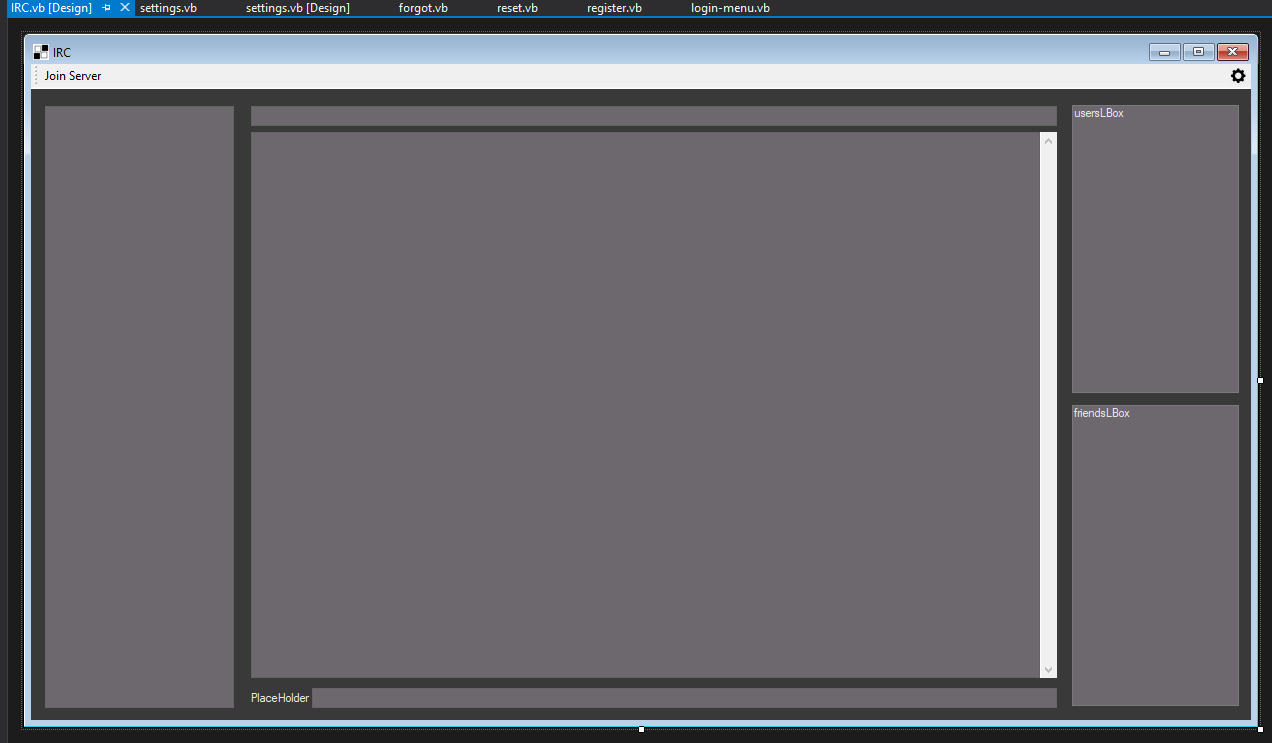 IRC.vb [Design] settings.vb settings.vb [Design] forgot.vb reset.vb register.vb login-menu.vb
IRC
Join Server
usersLBox
friendsLBox
PlaceHolder